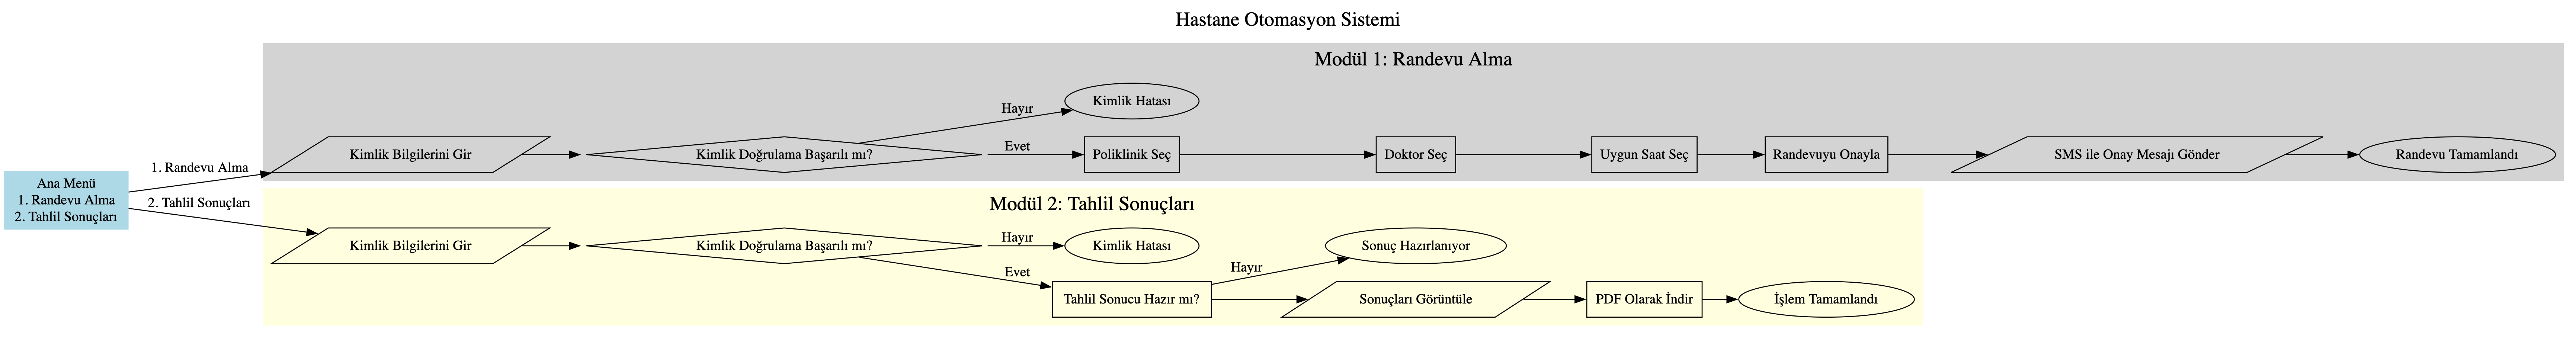 Hastane Otomasyon Sistemi
Modül 1: Randevu Alma
Kimlik Hatası
Hayır
Kimlik Bilgilerini Gir
Kimlik Doğrulama Başarılı mı?
Evet
Poliklinik Seç
Doktor Seç
Uygun Saat Seç
Randevuyu Onayla
SMS ile Onay Mesajı Gönder
Randevu Tamamlandı
1. Randevu Alma
Ana Menü
1. Randevu Alma
2. Tahlil Sonuçları
2. Tahlil Sonuçları
Modül 2: Tahlil Sonuçları
Kimlik Bilgilerini Gir
Kimlik Doğrulama Başarılı mı?
Hayır
Kimlik Hatası
Sonuç Hazırlanıyor
Hayır
Evet
Tahlil Sonucu Hazır mı?
Sonuçları Görüntüle
PDF Olarak İndir
İşlem Tamamlandı